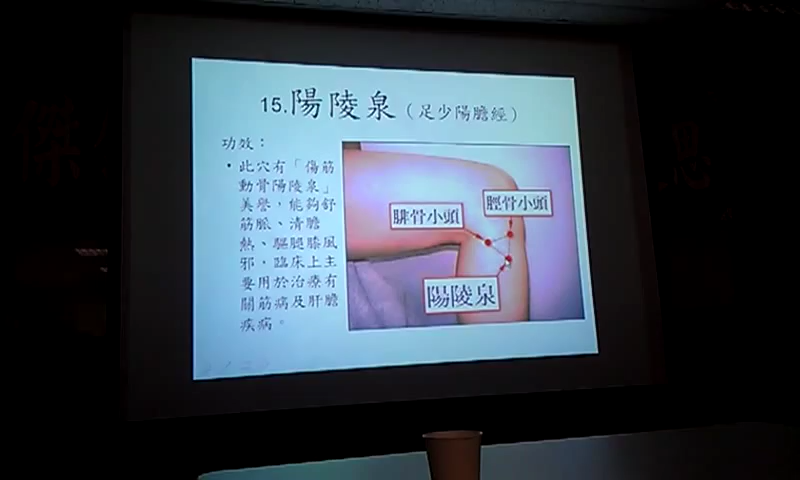 15.陽陵泉（足少陽膽經）
功效：
•此穴有「傷筋
動骨陽陵泉」
美譽，能夠舒
筋脈、清膽
熱、驅腿膝風
邪，臨床上主
要用於治療有
關筋病及肝膽
疾病。
腓骨小頭
脛骨小頭
陽陵泉